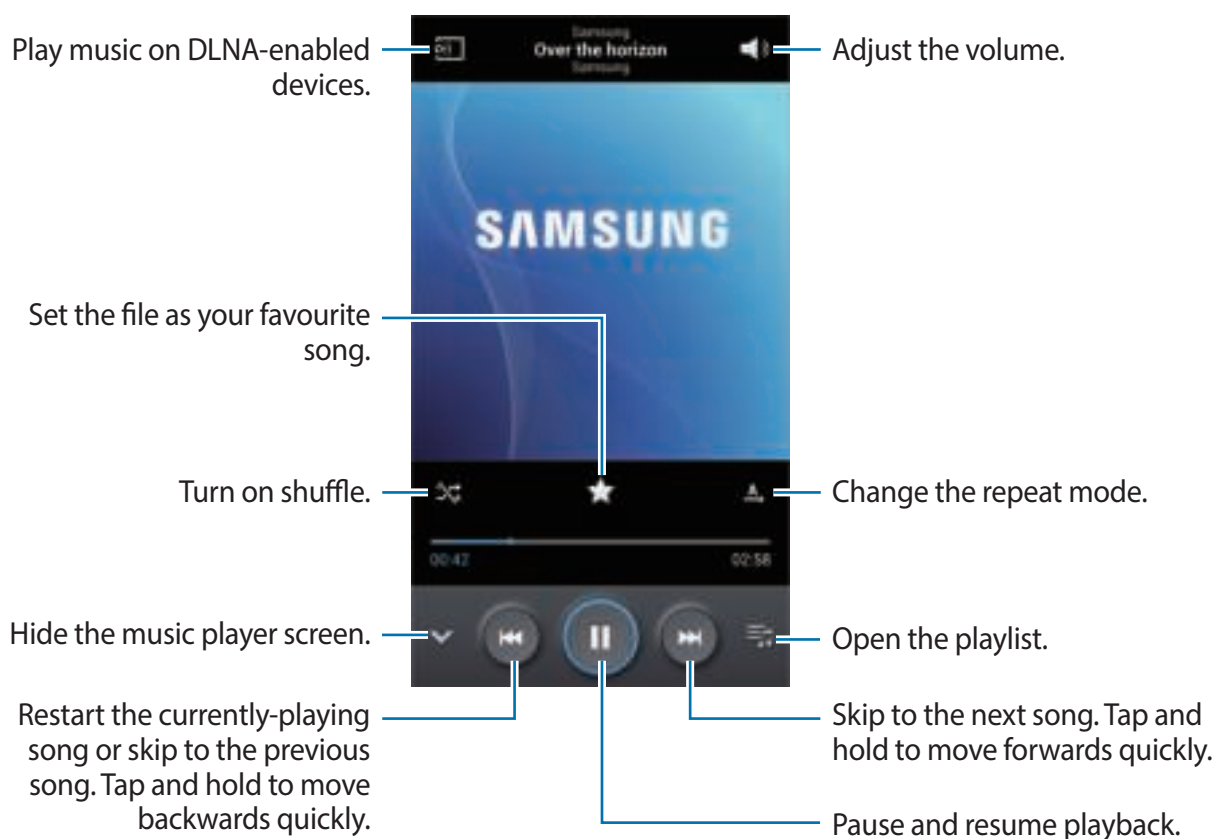 Play music on DLNA-enabled
devices.
Samsung
Over the horizon
Samsung
Adjust the volume.
SAMSUNG
Set the file as your favourite
song.
Turn on shuffle.
Change the repeat mode.
00:42
02:58
Hide the music player screen.
Open the playlist.
Restart the currently-playing
song or skip to the previous
song. Tap and hold to move
backwards quickly.
Skip to the next song. Tap and
hold to move forwards quickly.
Pause and resume playback.